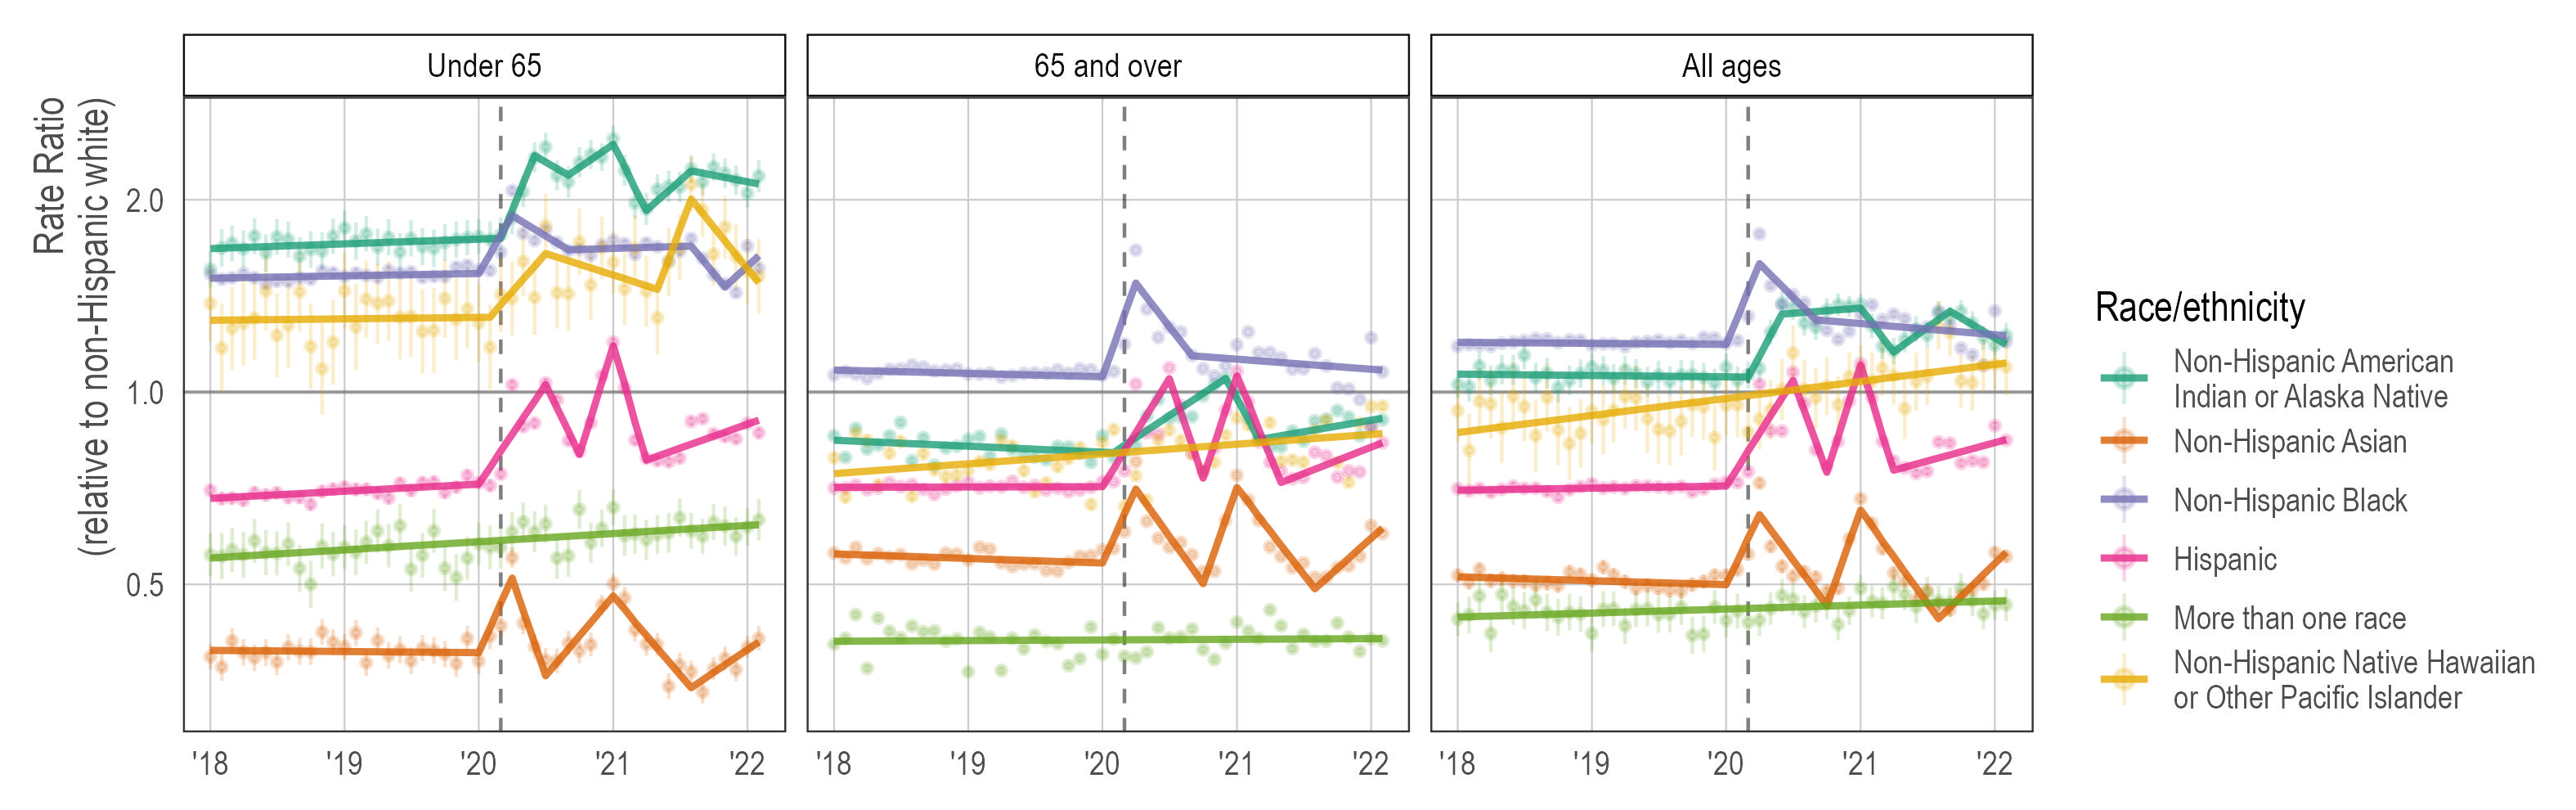 Under 65
65 and over
All ages
Rate Ratio
(relative to non-Hispanic white)
2.0
1.0
0.5
'18
'19
'20
'21
'22
'18
'19
'20
'21
'22
'18
'19
'20
'21
'22
Race/ethnicity
Non-Hispanic American
Indian or Alaska Native
Non-Hispanic Asian
Non-Hispanic Black
Hispanic
More than one race
Non-Hispanic Native Hawaiian
or Other Pacific Islander